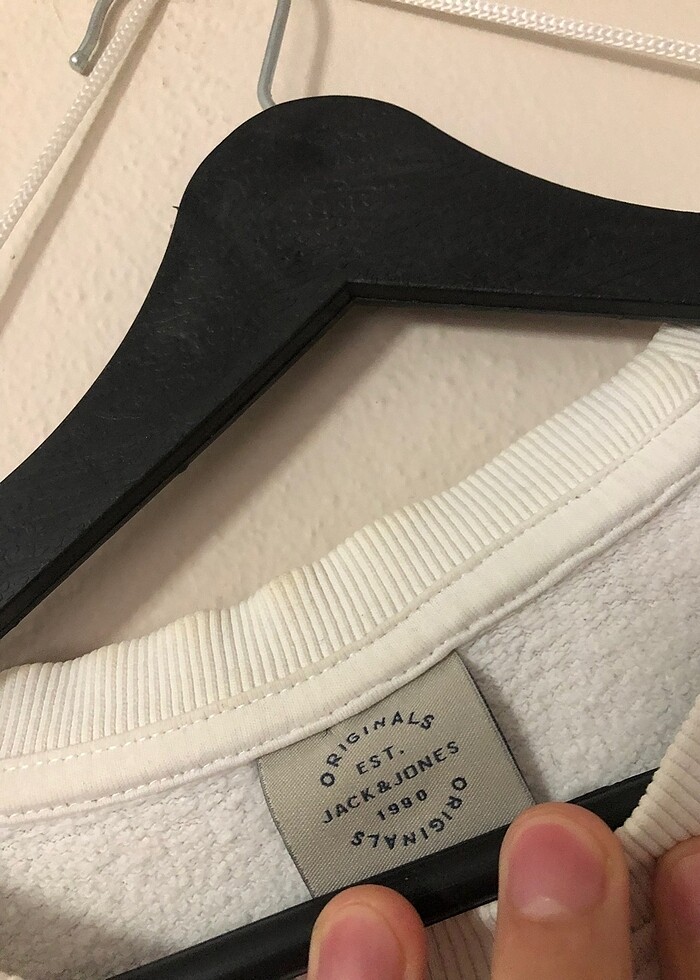 ORIGINALS
EST.
JACK&JONES
1990
ORIGINALS